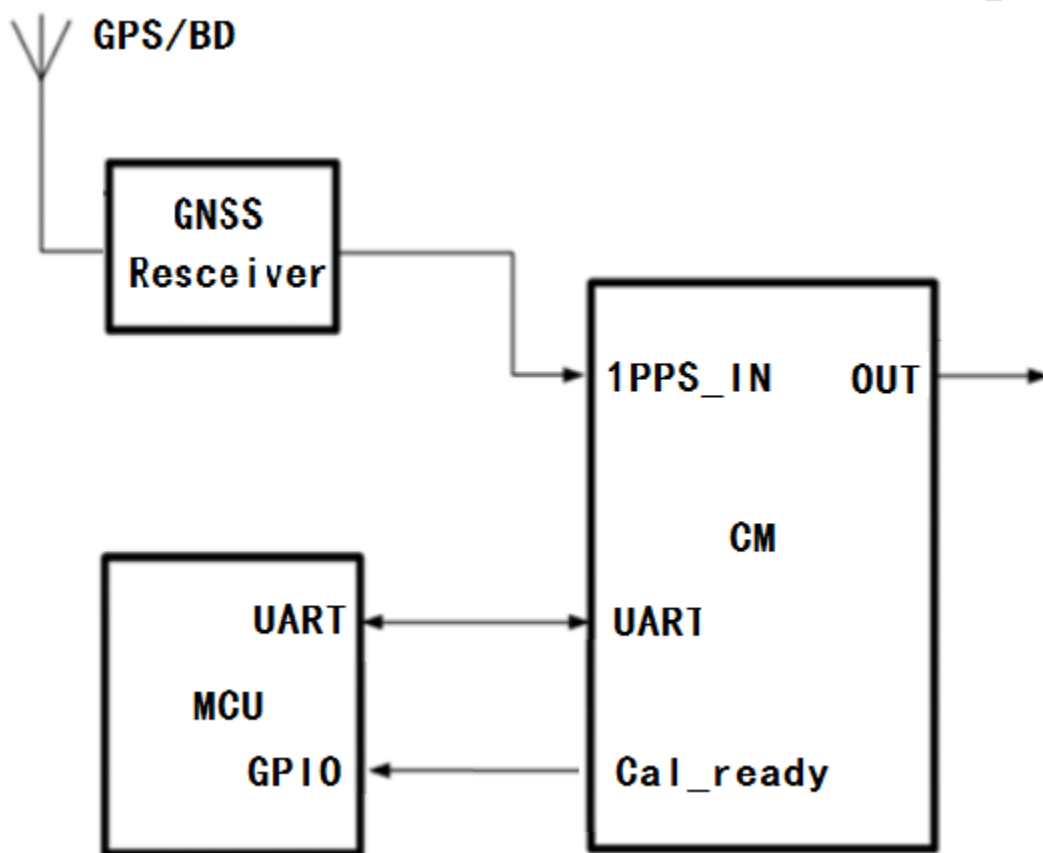 GPS/BD
GNSS
Resceiver
1PPS_IN
OUT
CM
UART
UART
MCU
GPIO
Cal_ready